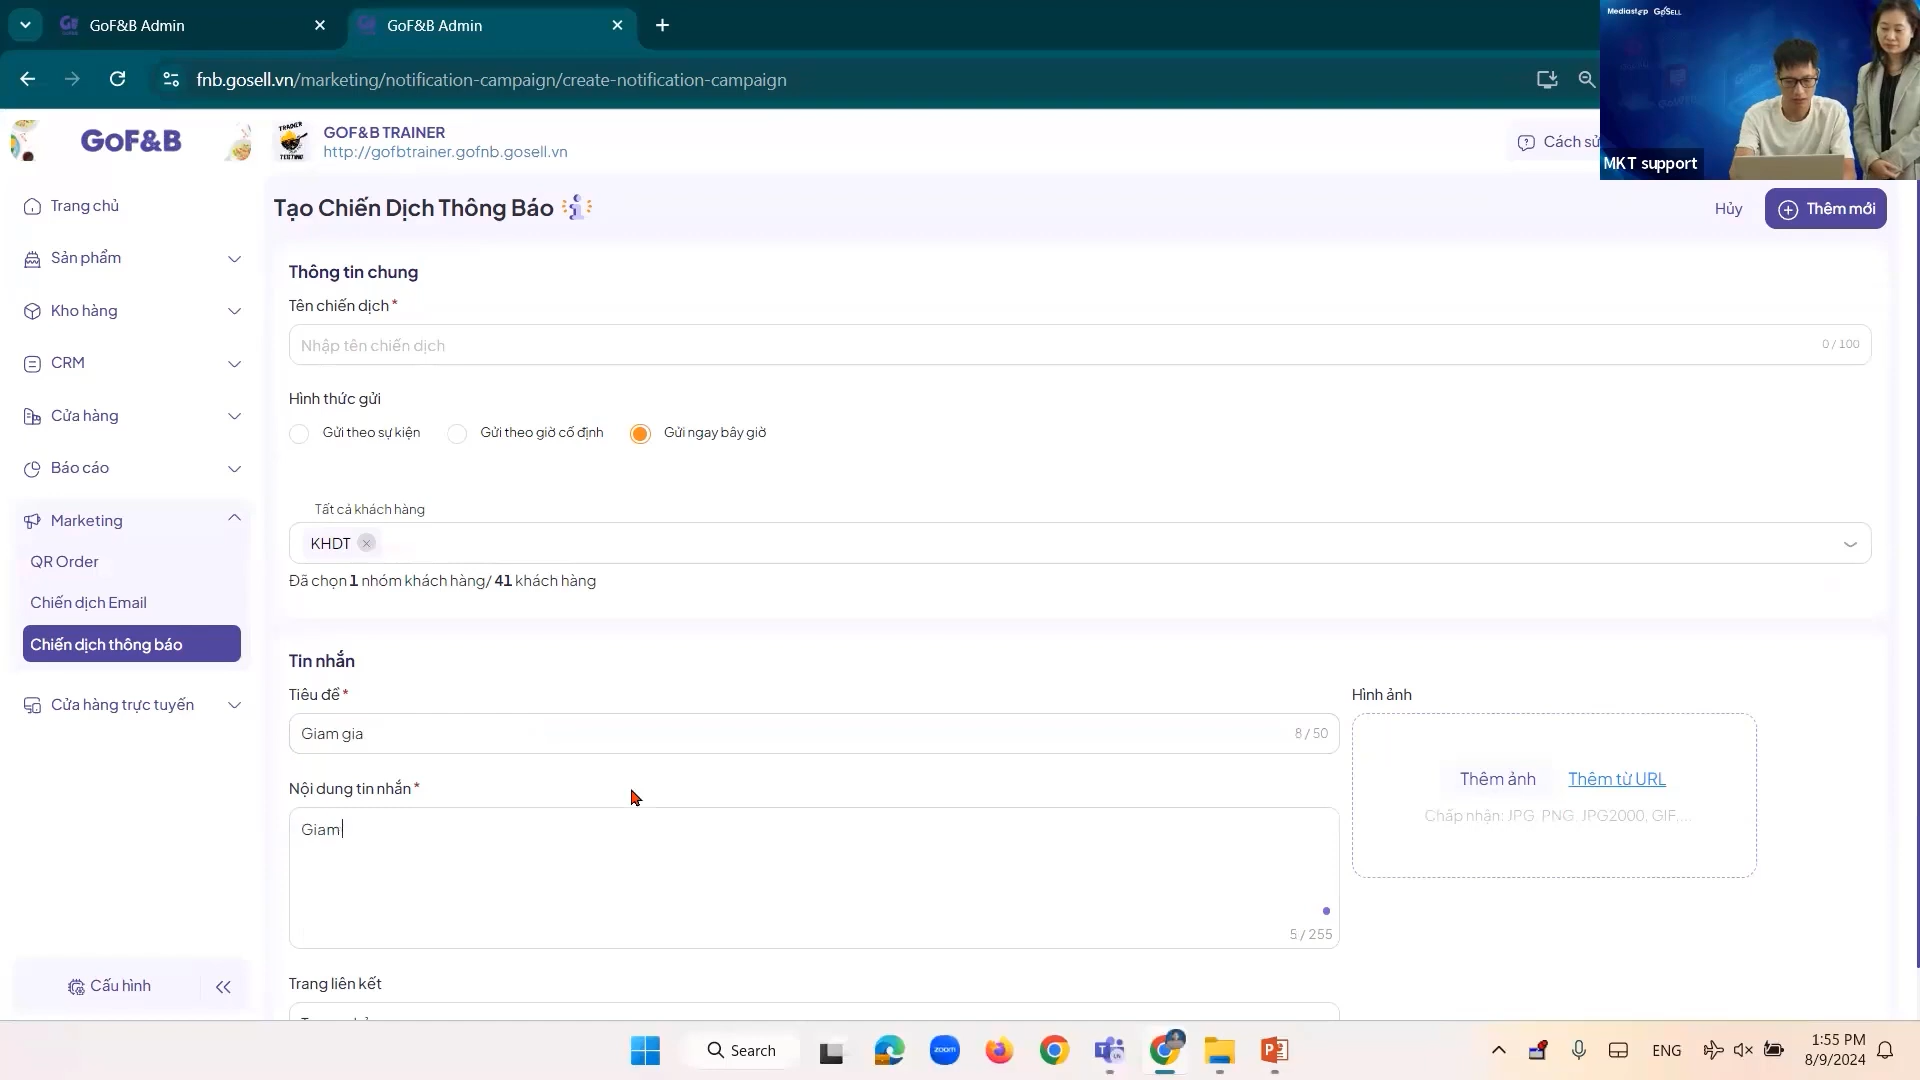 GoF&B Admin
GoF&B Admin
fnb.gosell.vn/marketing/notification-campaign/create-notification-campaign
Mediastep GoSELL
MKT support
GoF&B
GOF&B TRAINER
http://gofbtrainer.gofnb.gosell.vn
Cách sử
Trang chủ
Sản phẩm
Kho hàng
CRM
Cửa hàng
Báo cáo
Marketing
QR Order
Chiến dịch Email
Chiến dịch thông báo
Cửa hàng trực tuyến
Cấu hình
Tạo Chiến Dịch Thông Báo
Hủy
Thêm mới
Thông tin chung
Tên chiến dịch*
Nhập tên chiến dịch
0 / 100
Hình thức gửi
Gửi theo sự kiện
Gửi theo giờ cố định
Gửi ngay bây giờ
Tất cả khách hàng
KHDT
Đã chọn 1 nhóm khách hàng/ 41 khách hàng
Tin nhắn
Tiêu đề*
Giam gia
8 / 50
Nội dung tin nhắn*
Giam
5 / 255
Hình ảnh
Thêm ảnh
Thêm từ URL
Chấp nhận: JPG, PNG, JPG2000, GIF,...
Trang liên kết
Search
zoom
ENG
1:55 PM
8/9/2024